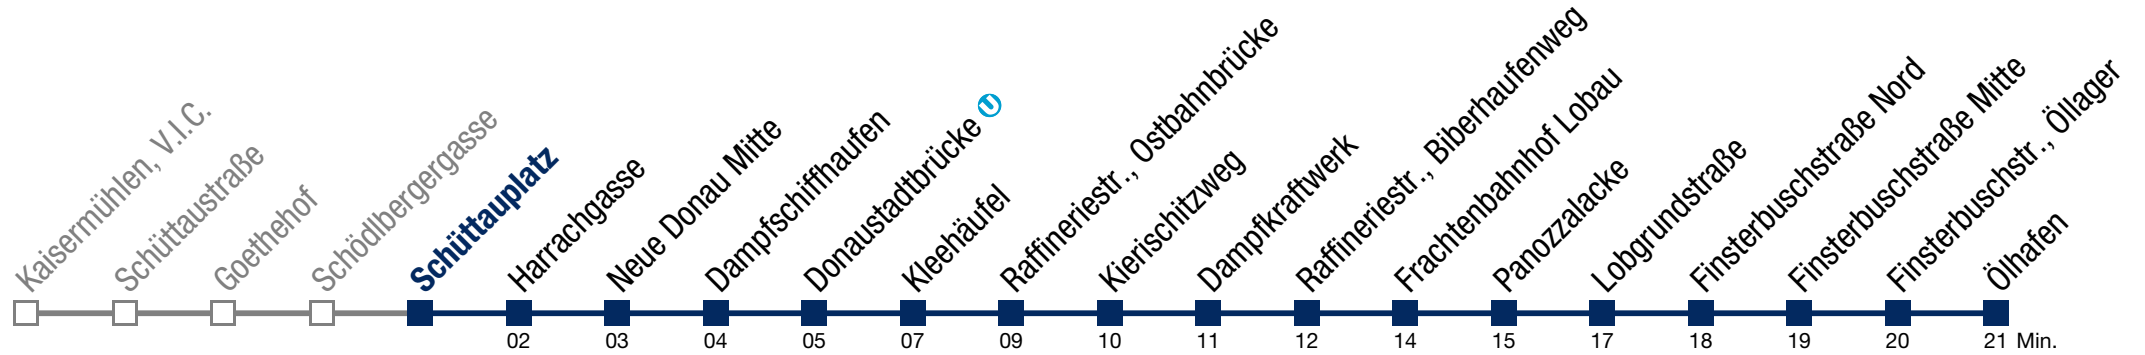 Kaisermühlen, V.I.C.
Schüttaustraße
Goethehof
Schödlbergergasse
Schüttauplatz
Harrachgasse
Neue Donau Mitte
Dampfschiffhaufen
Donaustadtbrücke U
Kleehäufel
Raffineriestr., Ostbahnbrücke
Kierischitzweg
Dampfkraftwerk
Raffineriestr., Biberhaufenweg
Frachtenbahnhof Lobau
Panozzalacke
Lobgrundstraße
Finsterbuschstraße Nord
Finsterbuschstraße Mitte
Finsterbuschstr., Öllager
Ölhafen
02 03 04 05 07 09 10 11 12 14 15 17 18 19 20 21 Min.